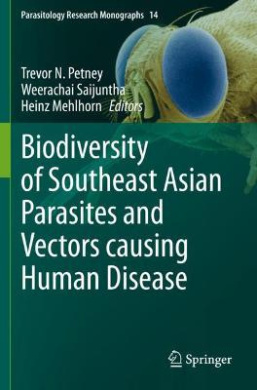 Parasitology Research Monographs 14
Trevor N. Petney
Weerachai Saijuntha
Heinz Mehlhorn Editors
Biodiversity
of Southeast Asian
Parasites and
Vectors causing
Human Disease
Springer